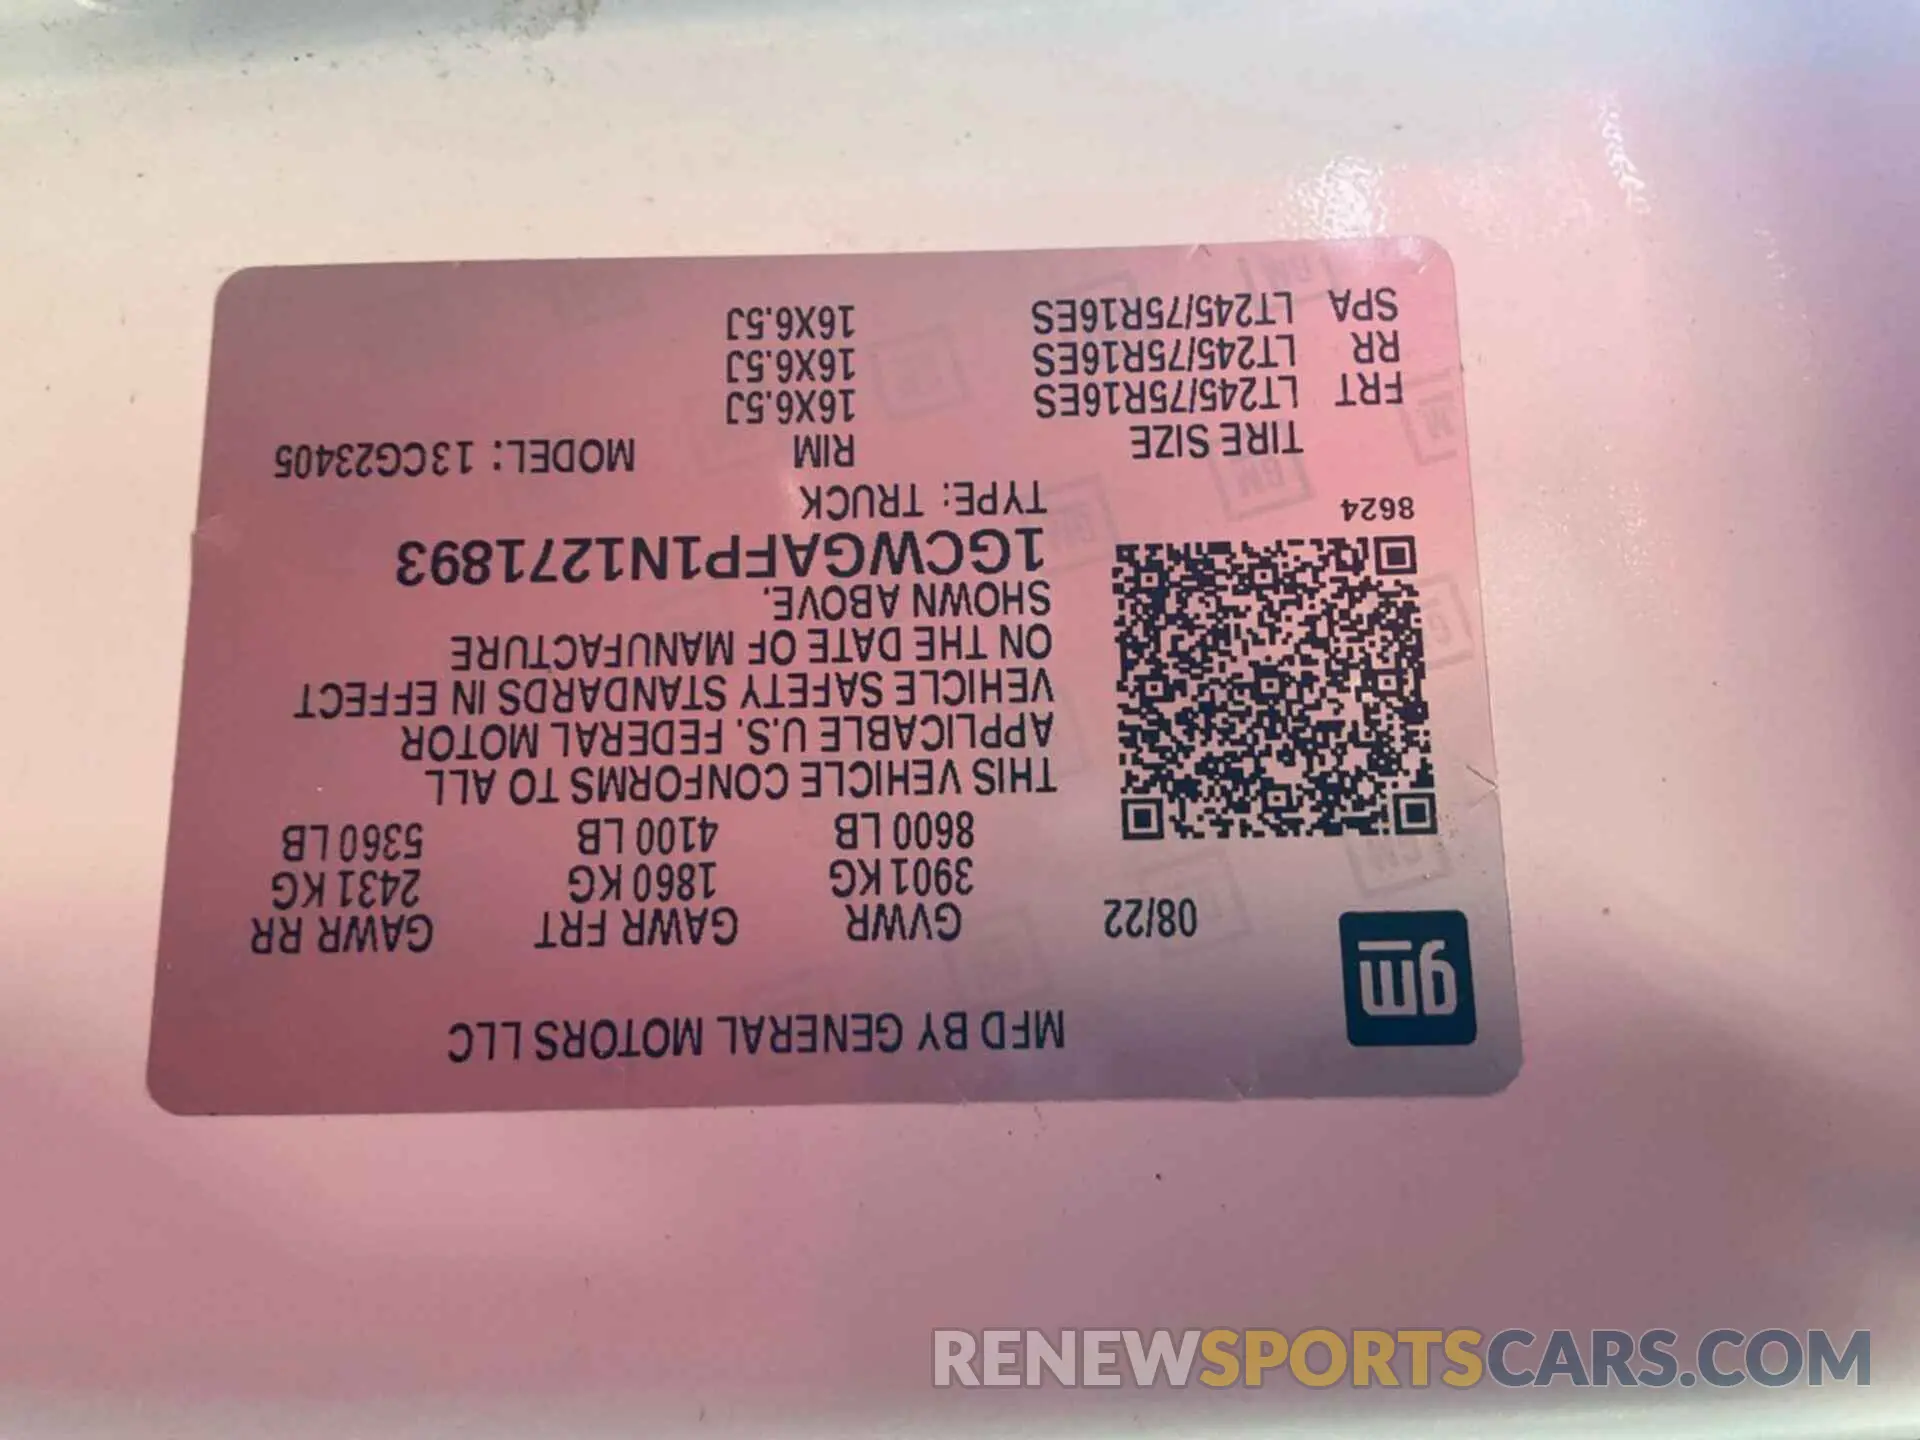 gm
MFD BY GENERAL MOTORS LLC
08/22 GVWR GAWR FRT GAWR RR
3901 KG 1860 KG 2431 KG
8600 LB 4100 LB 5360 LB
THIS VEHICLE CONFORMS TO ALL
APPLICABLE U.S. FEDERAL MOTOR
VEHICLE SAFETY STANDARDS IN EFFECT
ON THE DATE OF MANUFACTURE
SHOWN ABOVE.
1GCWGAFP1N1271893
8624 TYPE: TRUCK
TIRE SIZE RIM MODEL: 13CG23405
FRT LT245/75R16ES 16X6.5J
RR LT245/75R16ES 16X6.5J
SPA LT245/75R16ES 16X6.5J
RENEWSPORTSCARS.COM